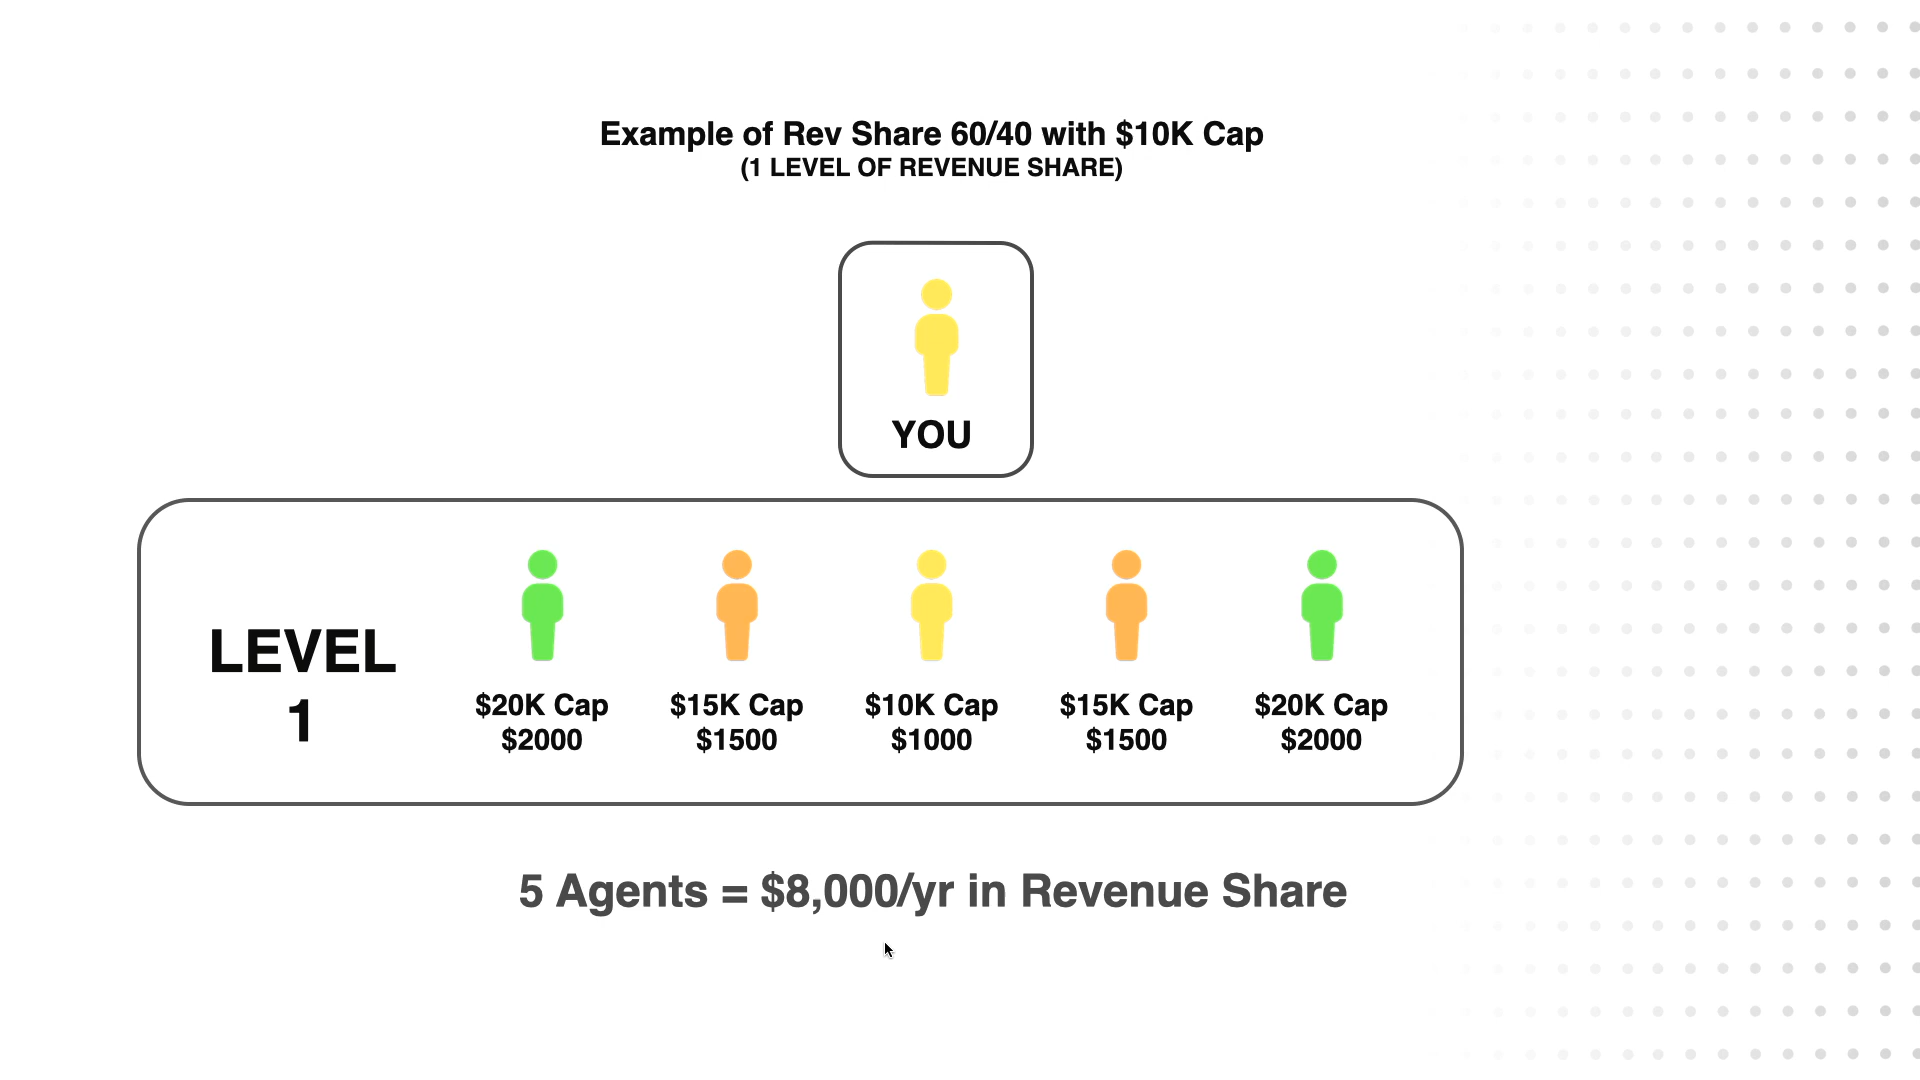 Example of Rev Share 60/40 with $10K Cap
(1 LEVEL OF REVENUE SHARE)
YOU
LEVEL
1
$20K Cap
$2000
$15K Cap
$1500
$10K Cap
$1000
$15K Cap
$1500
$20K Cap
$2000
5 Agents = $8,000/yr in Revenue Share